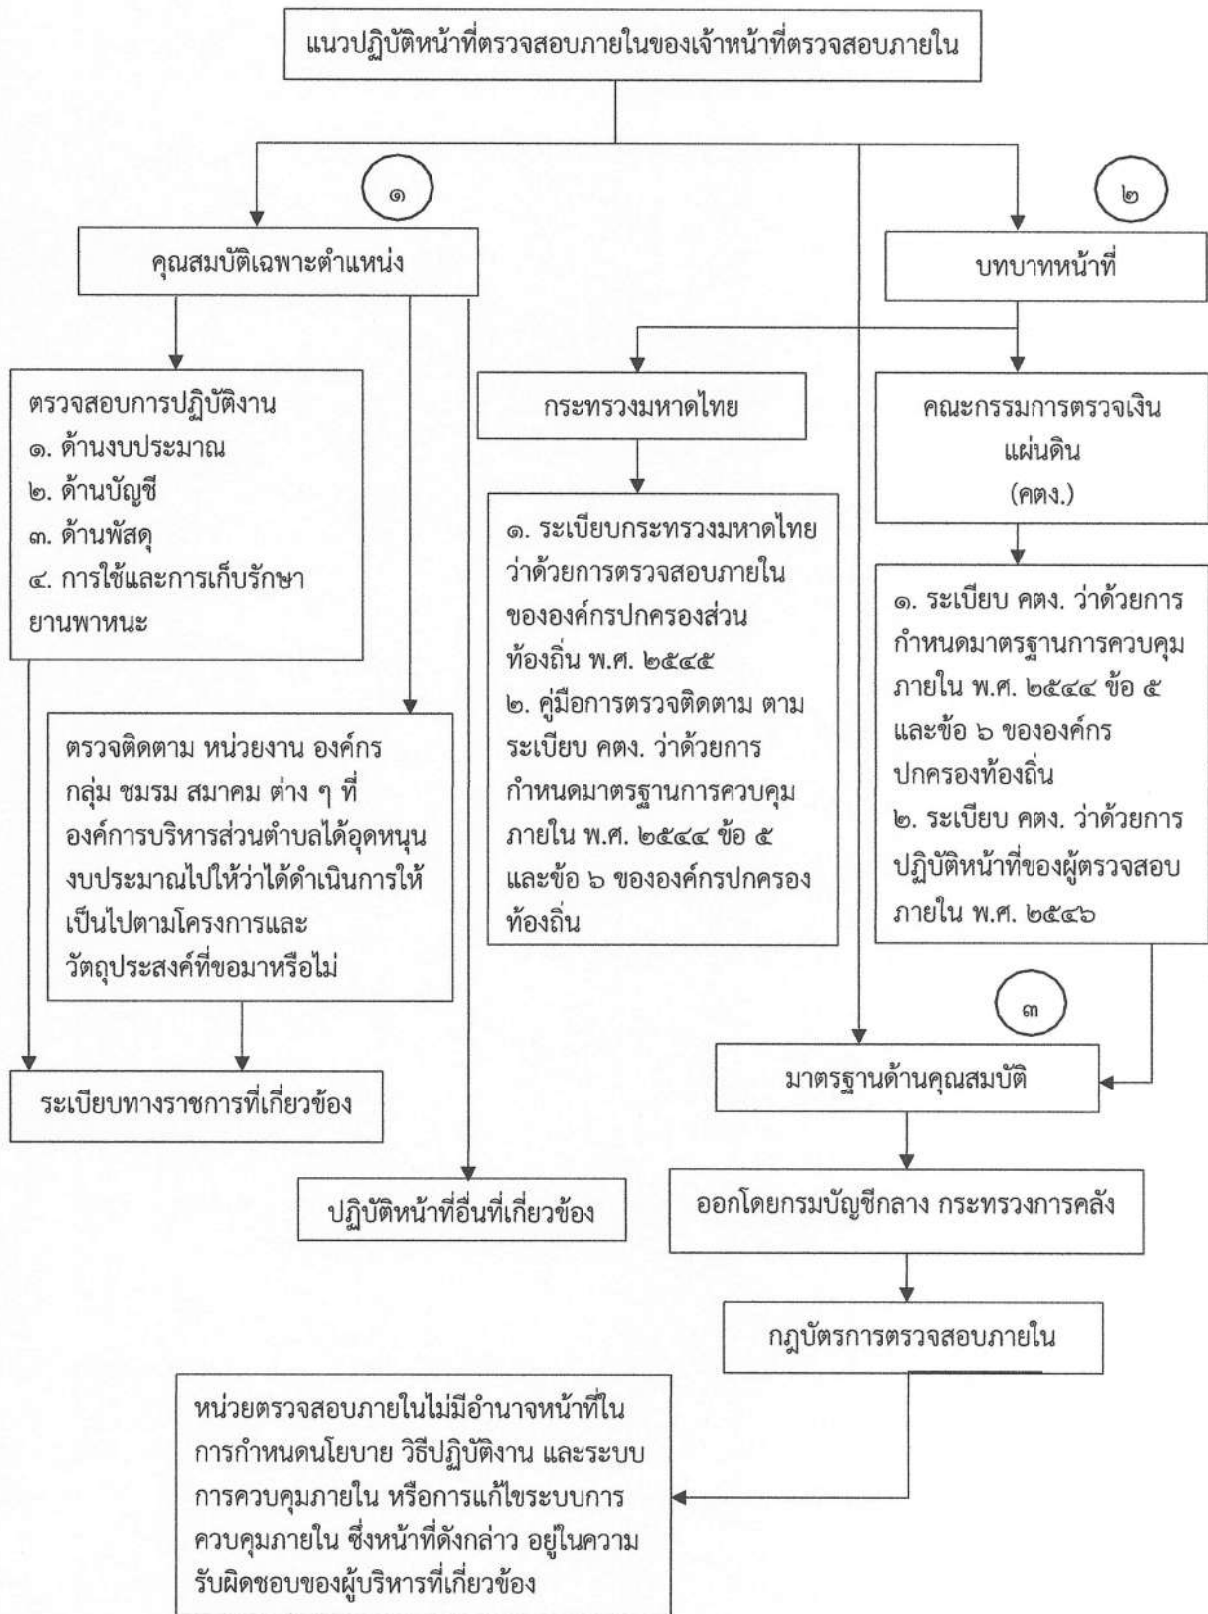 แนวปฏิบัติหน้าที่ตรวจสอบภายในของเจ้าหน้าที่ตรวจสอบภายใน
๑
คุณสมบัติเฉพาะตำแหน่ง
ตรวจสอบการปฏิบัติงาน
๑. ด้านงบประมาณ
๒. ด้านบัญชี
๓. ด้านพัสดุ
๔. การใช้และการเก็บรักษา
ยานพาหนะ
ตรวจติดตาม หน่วยงาน องค์กร
กลุ่ม ชมรม สมาคม ต่าง ๆ ที่
องค์การบริหารส่วนตำบลได้อุดหนุน
งบประมาณไปให้ว่าได้ดำเนินการให้
เป็นไปตามโครงการและ
วัตถุประสงค์ที่ขอมาหรือไม่
ระเบียบทางราชการที่เกี่ยวข้อง
ปฏิบัติหน้าที่อื่นที่เกี่ยวข้อง
๒
บทบาทหน้าที่
กระทรวงมหาดไทย
๑. ระเบียบกระทรวงมหาดไทย
ว่าด้วยการตรวจสอบภายใน
ขององค์กรปกครองส่วน
ท้องถิ่น พ.ศ. ๒๕๔๕
๒. คู่มือการตรวจติดตาม ตาม
ระเบียบ คตง. ว่าด้วยการ
กำหนดมาตรฐานการควบคุม
ภายใน พ.ศ. ๒๕๔๔ ข้อ ๕
และข้อ ๖ ขององค์กรปกครอง
ท้องถิ่น
คณะกรรมการตรวจเงิน
แผ่นดิน
(คตง.)
๑. ระเบียบ คตง. ว่าด้วยการ
กำหนดมาตรฐานการควบคุม
ภายใน พ.ศ. ๒๕๔๔ ข้อ ๕
และข้อ ๖ ขององค์กร
ปกครองท้องถิ่น
๒. ระเบียบ คตง. ว่าด้วยการ
ปฏิบัติหน้าที่ของผู้ตรวจสอบ
ภายใน พ.ศ. ๒๕๔๖
๓
มาตรฐานด้านคุณสมบัติ
ออกโดยกรมบัญชีกลาง กระทรวงการคลัง
กฎบัตรการตรวจสอบภายใน
หน่วยตรวจสอบภายในไม่มีอำนาจหน้าที่ใน
การกำหนดนโยบาย วิธีปฏิบัติงาน และระบบ
การควบคุมภายใน หรือการแก้ไขระบบการ
ควบคุมภายใน ซึ่งหน้าที่ดังกล่าว อยู่ในความ
รับผิดชอบของผู้บริหารที่เกี่ยวข้อง